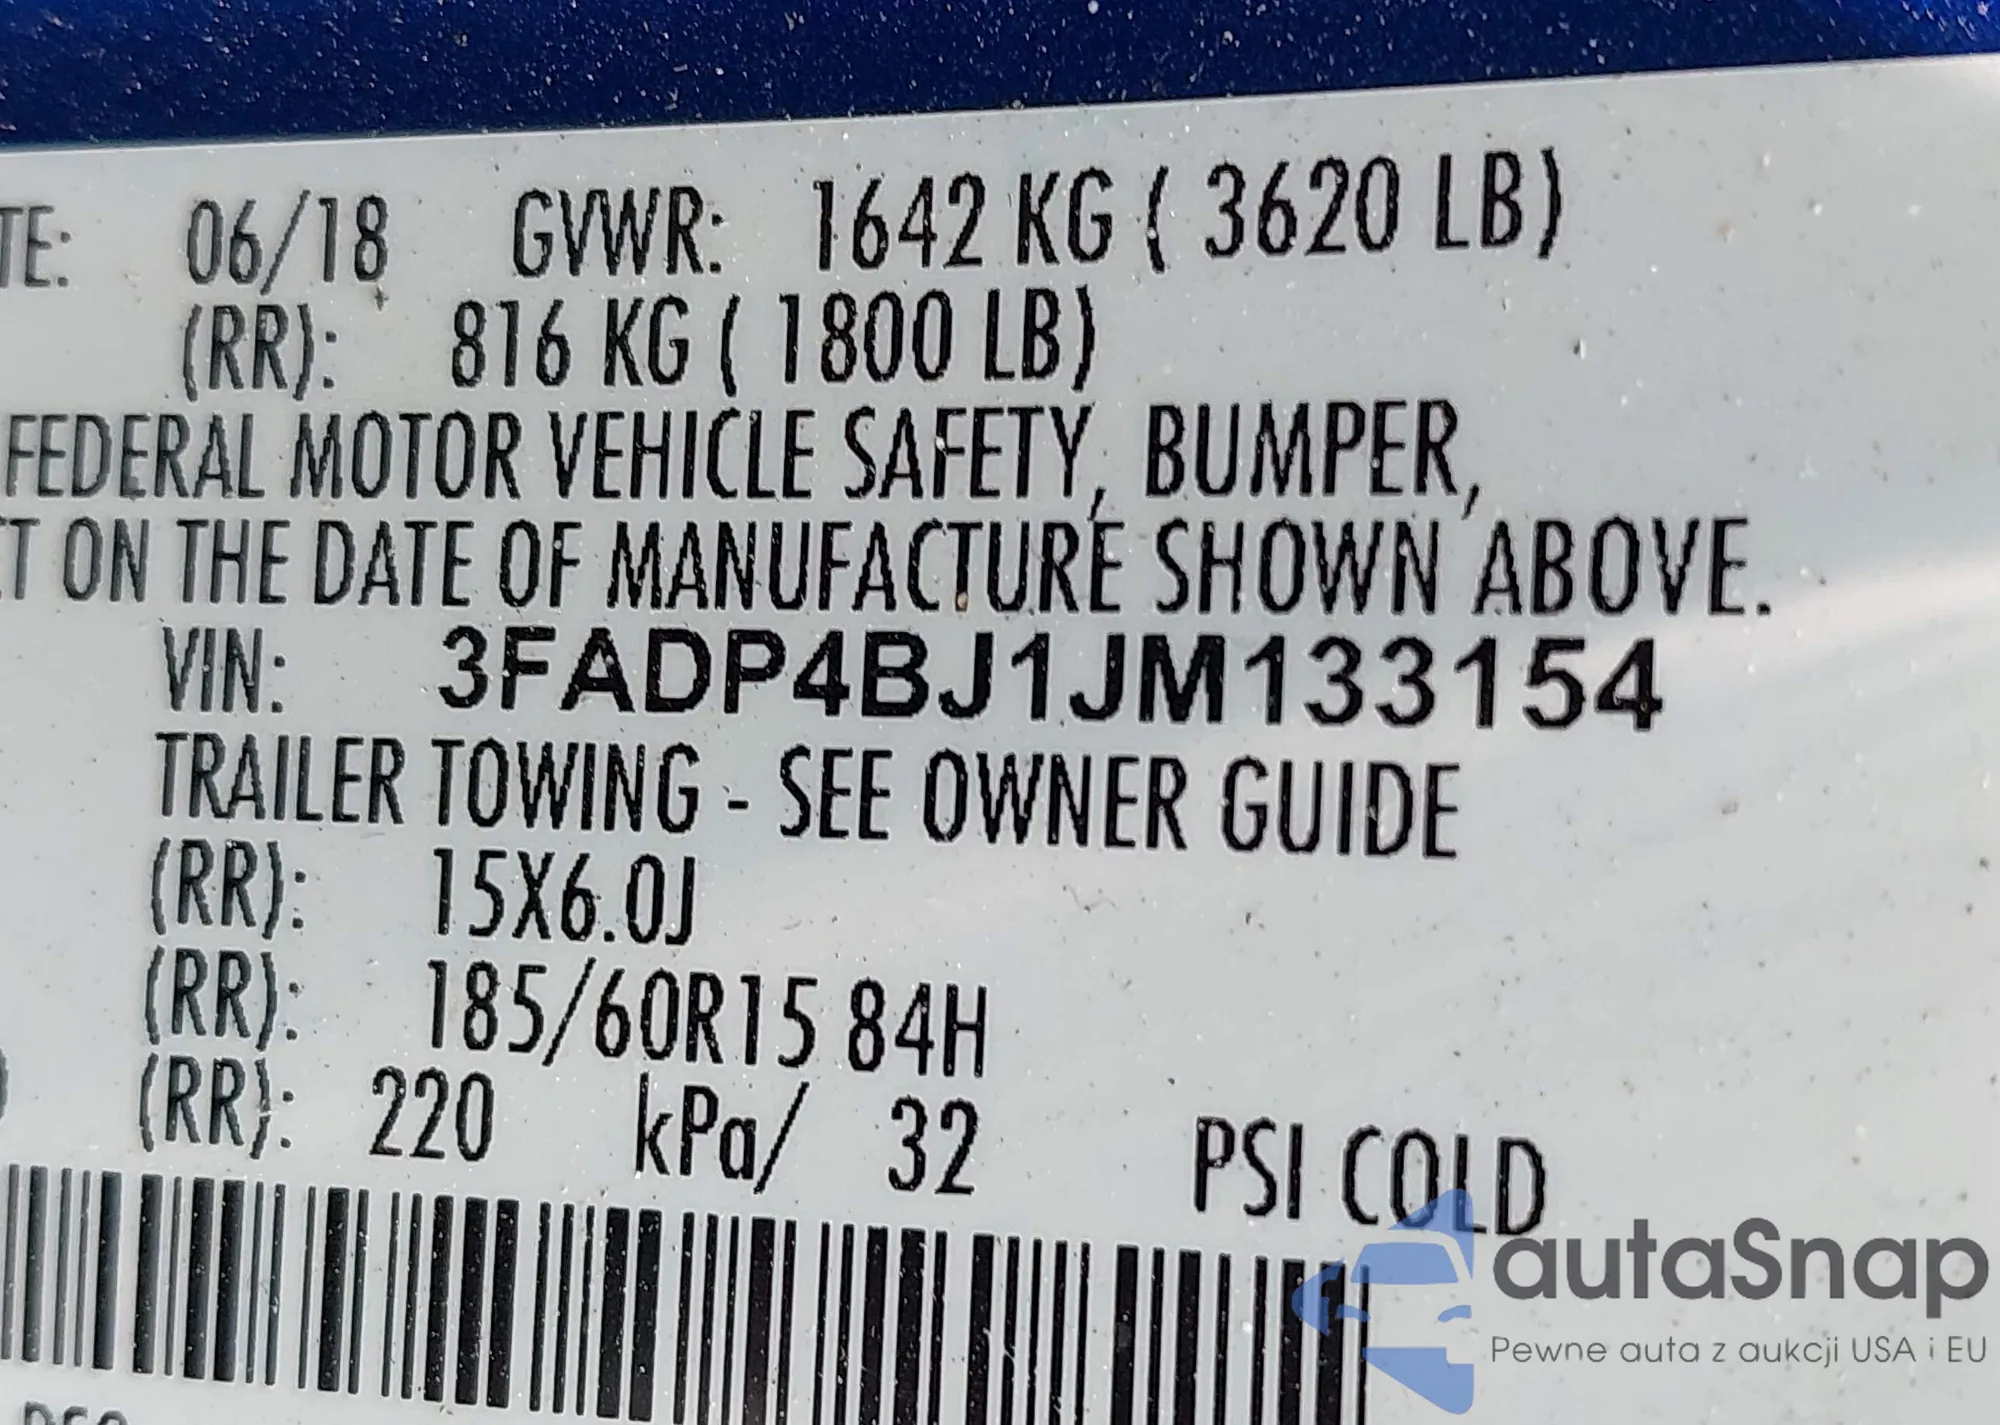 TE: 06/18 GVWR: 1642 KG ( 3620 LB)
(RR): 816 KG ( 1800 LB)
FEDERAL MOTOR VEHICLE SAFETY, BUMPER,
ON THE DATE OF MANUFACTURE SHOWN ABOVE.
VIN: 3FADP4BJ1JM133154
TRAILER TOWING - SEE OWNER GUIDE
(RR): 15X6.0J
(RR): 185/60R15 84H
(RR): 220 kPa/ 32 PSI COLD
autaSnap
Pewne auta z aukcji USA i EU